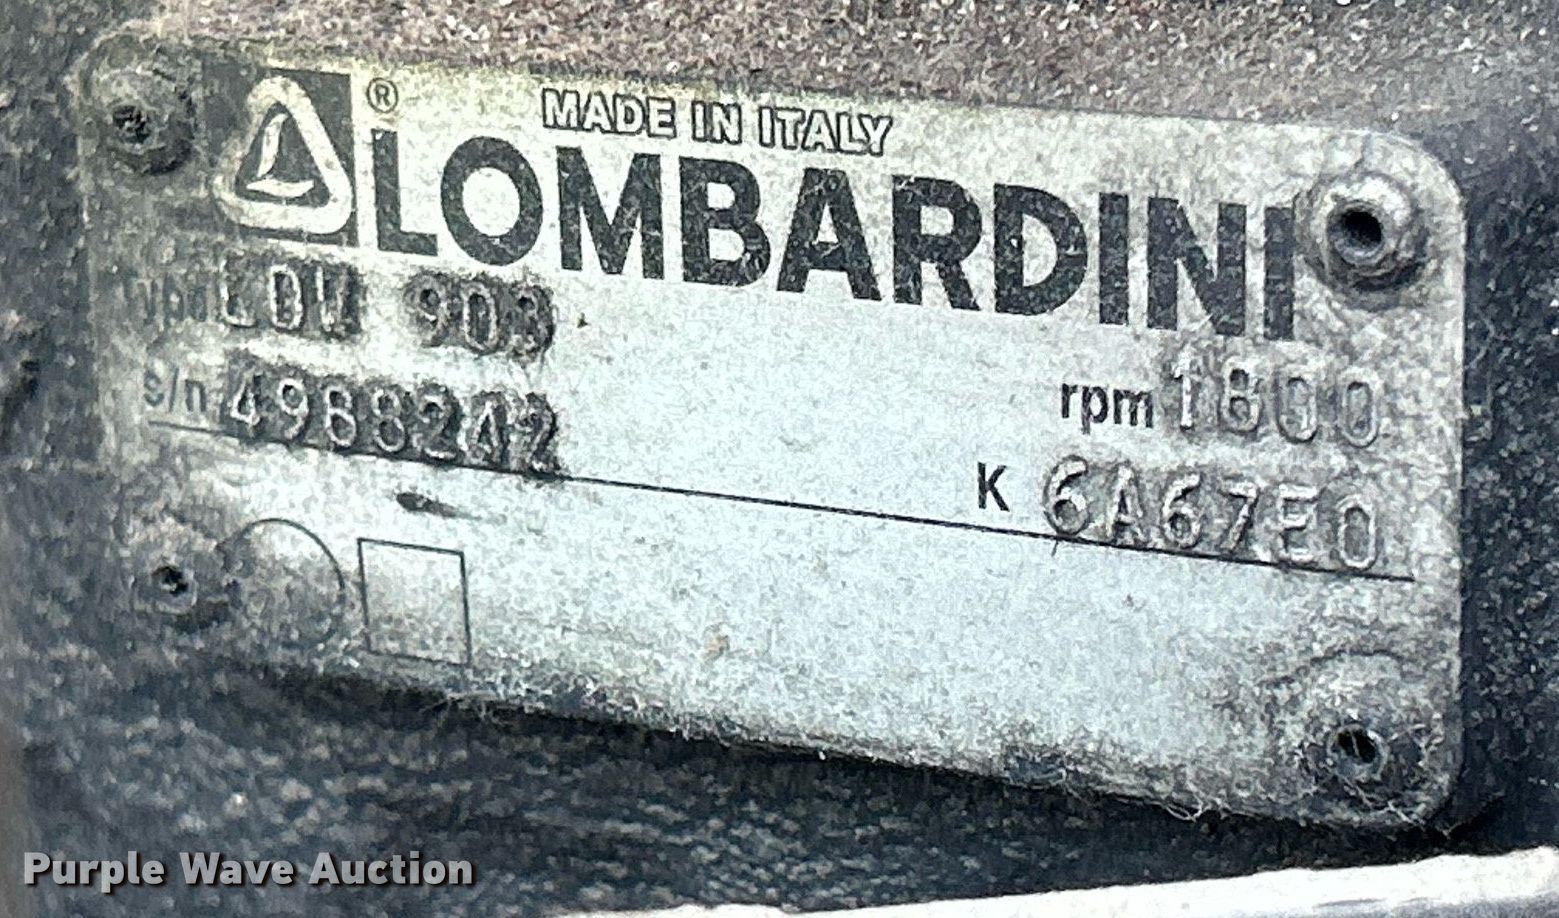 MADE IN ITALY
L ® LOMBARDINI
type LDW 903
rpm 1800
s/n 4988242
K 6A67E0
Purple Wave Auction